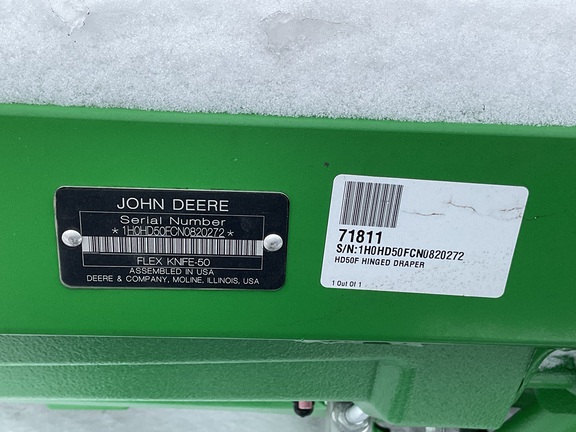 JOHN DEERE
Serial Number
*1H0HD50FCN0820272*
FLEX KNIFE-50
ASSEMBLED IN USA
DEERE & COMPANY, MOLINE, ILLINOIS, USA
71811
S/N:1H0HD50FCN0820272
HD50F HINGED DRAPER
1 Out Of 1